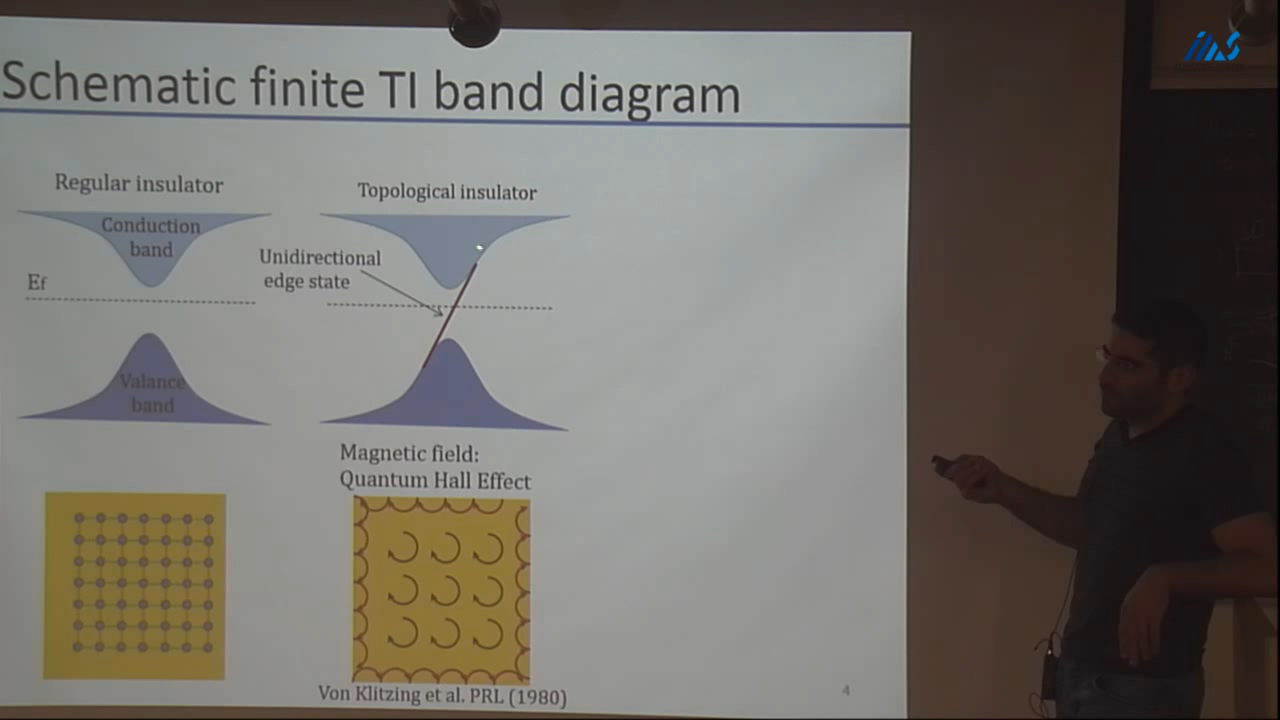 Schematic finite TI band diagram
Regular insulator
Topological insulator
Conduction
band
Unidirectional
edge state
Ef
Valance
band
Magnetic field:
Quantum Hall Effect
Von Klitzing et al. PRL (1980)
4